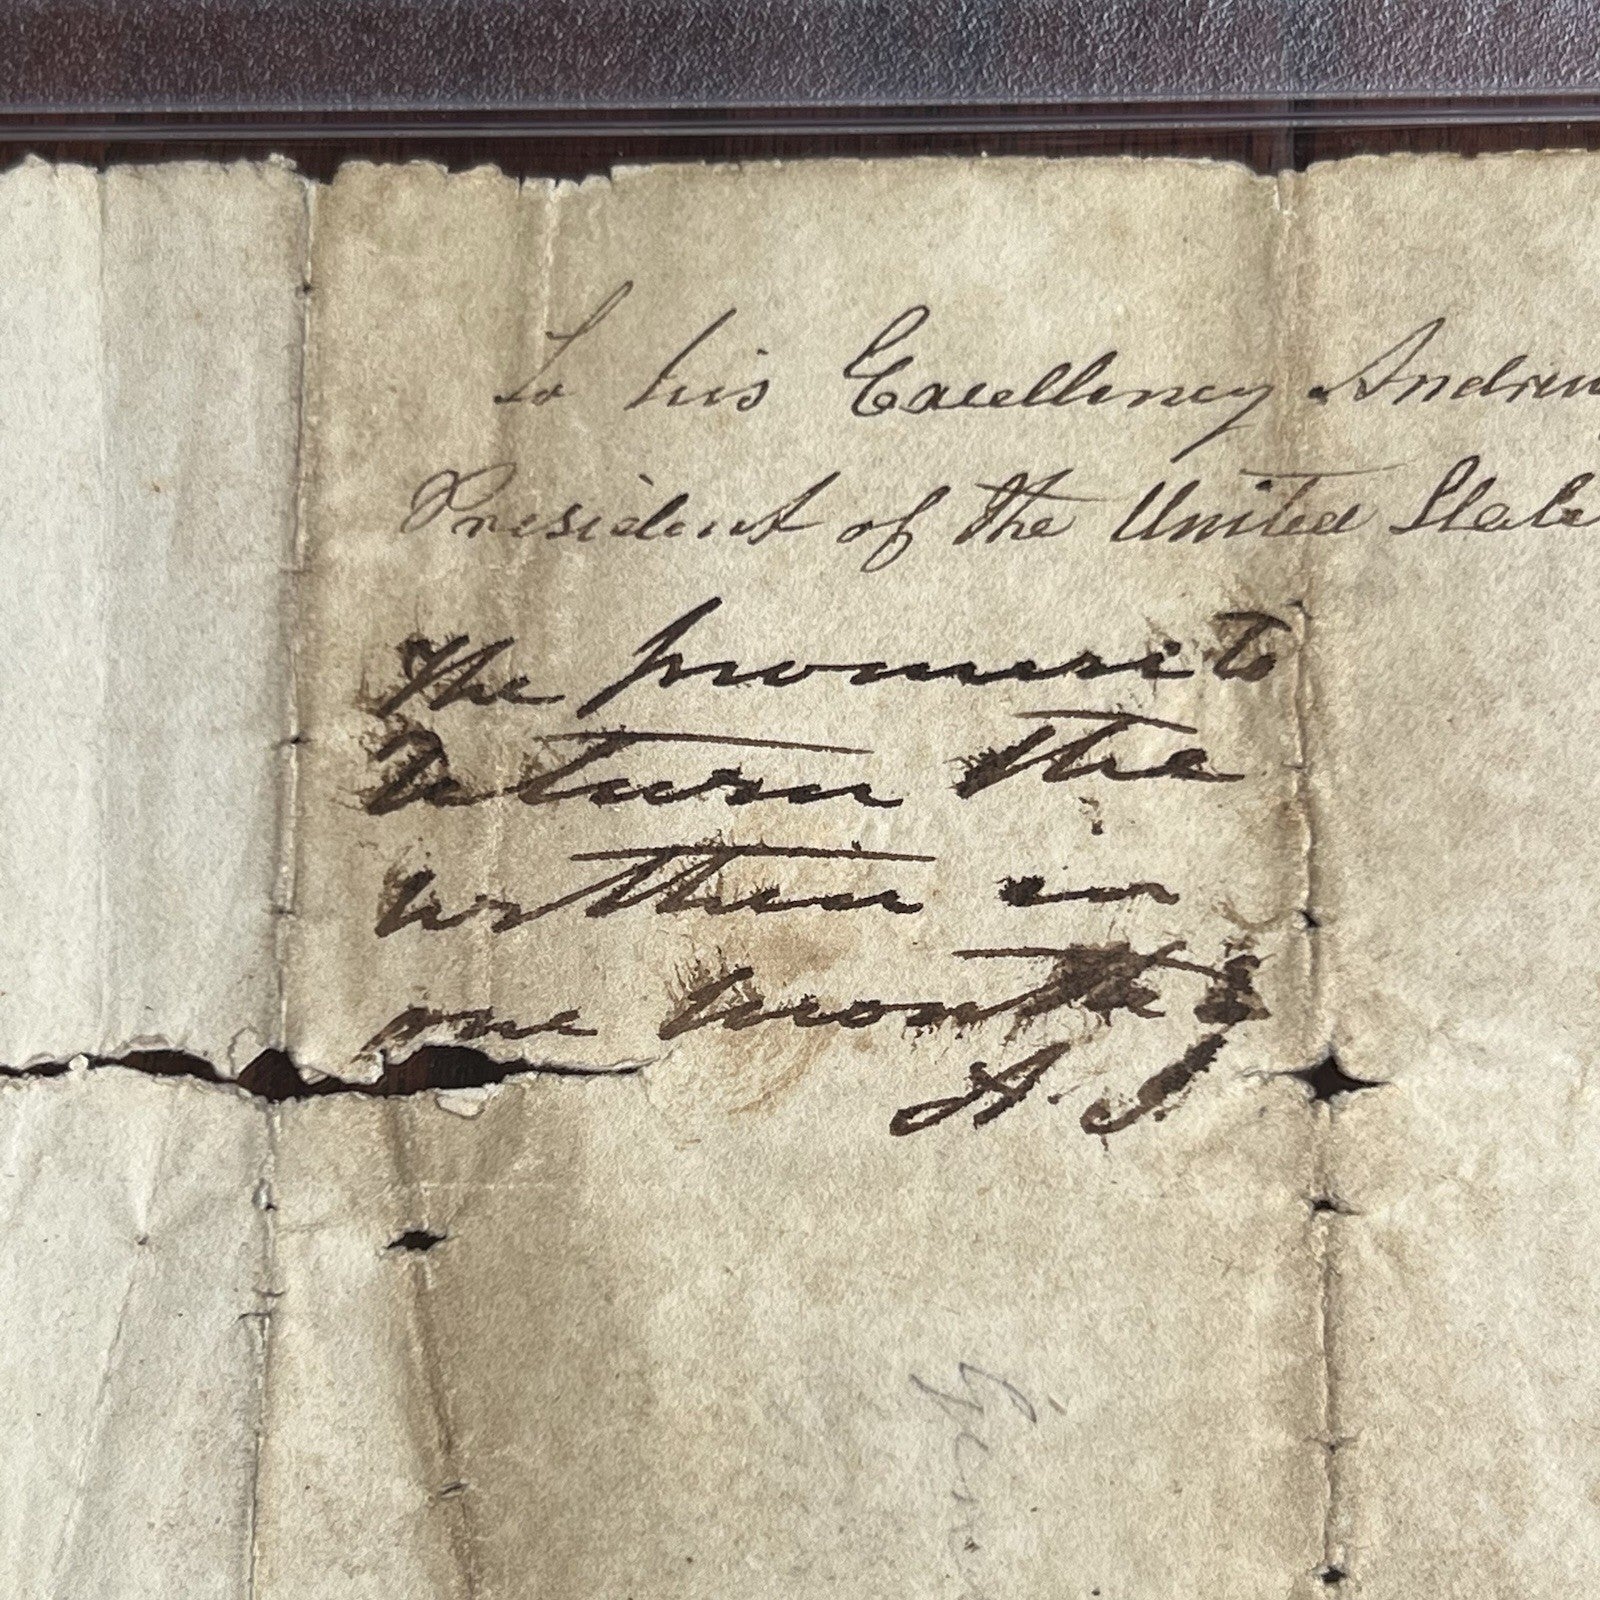 To his Excellency Andrew
President of the United State
The promise to
return the
within in
one month &
A. J.